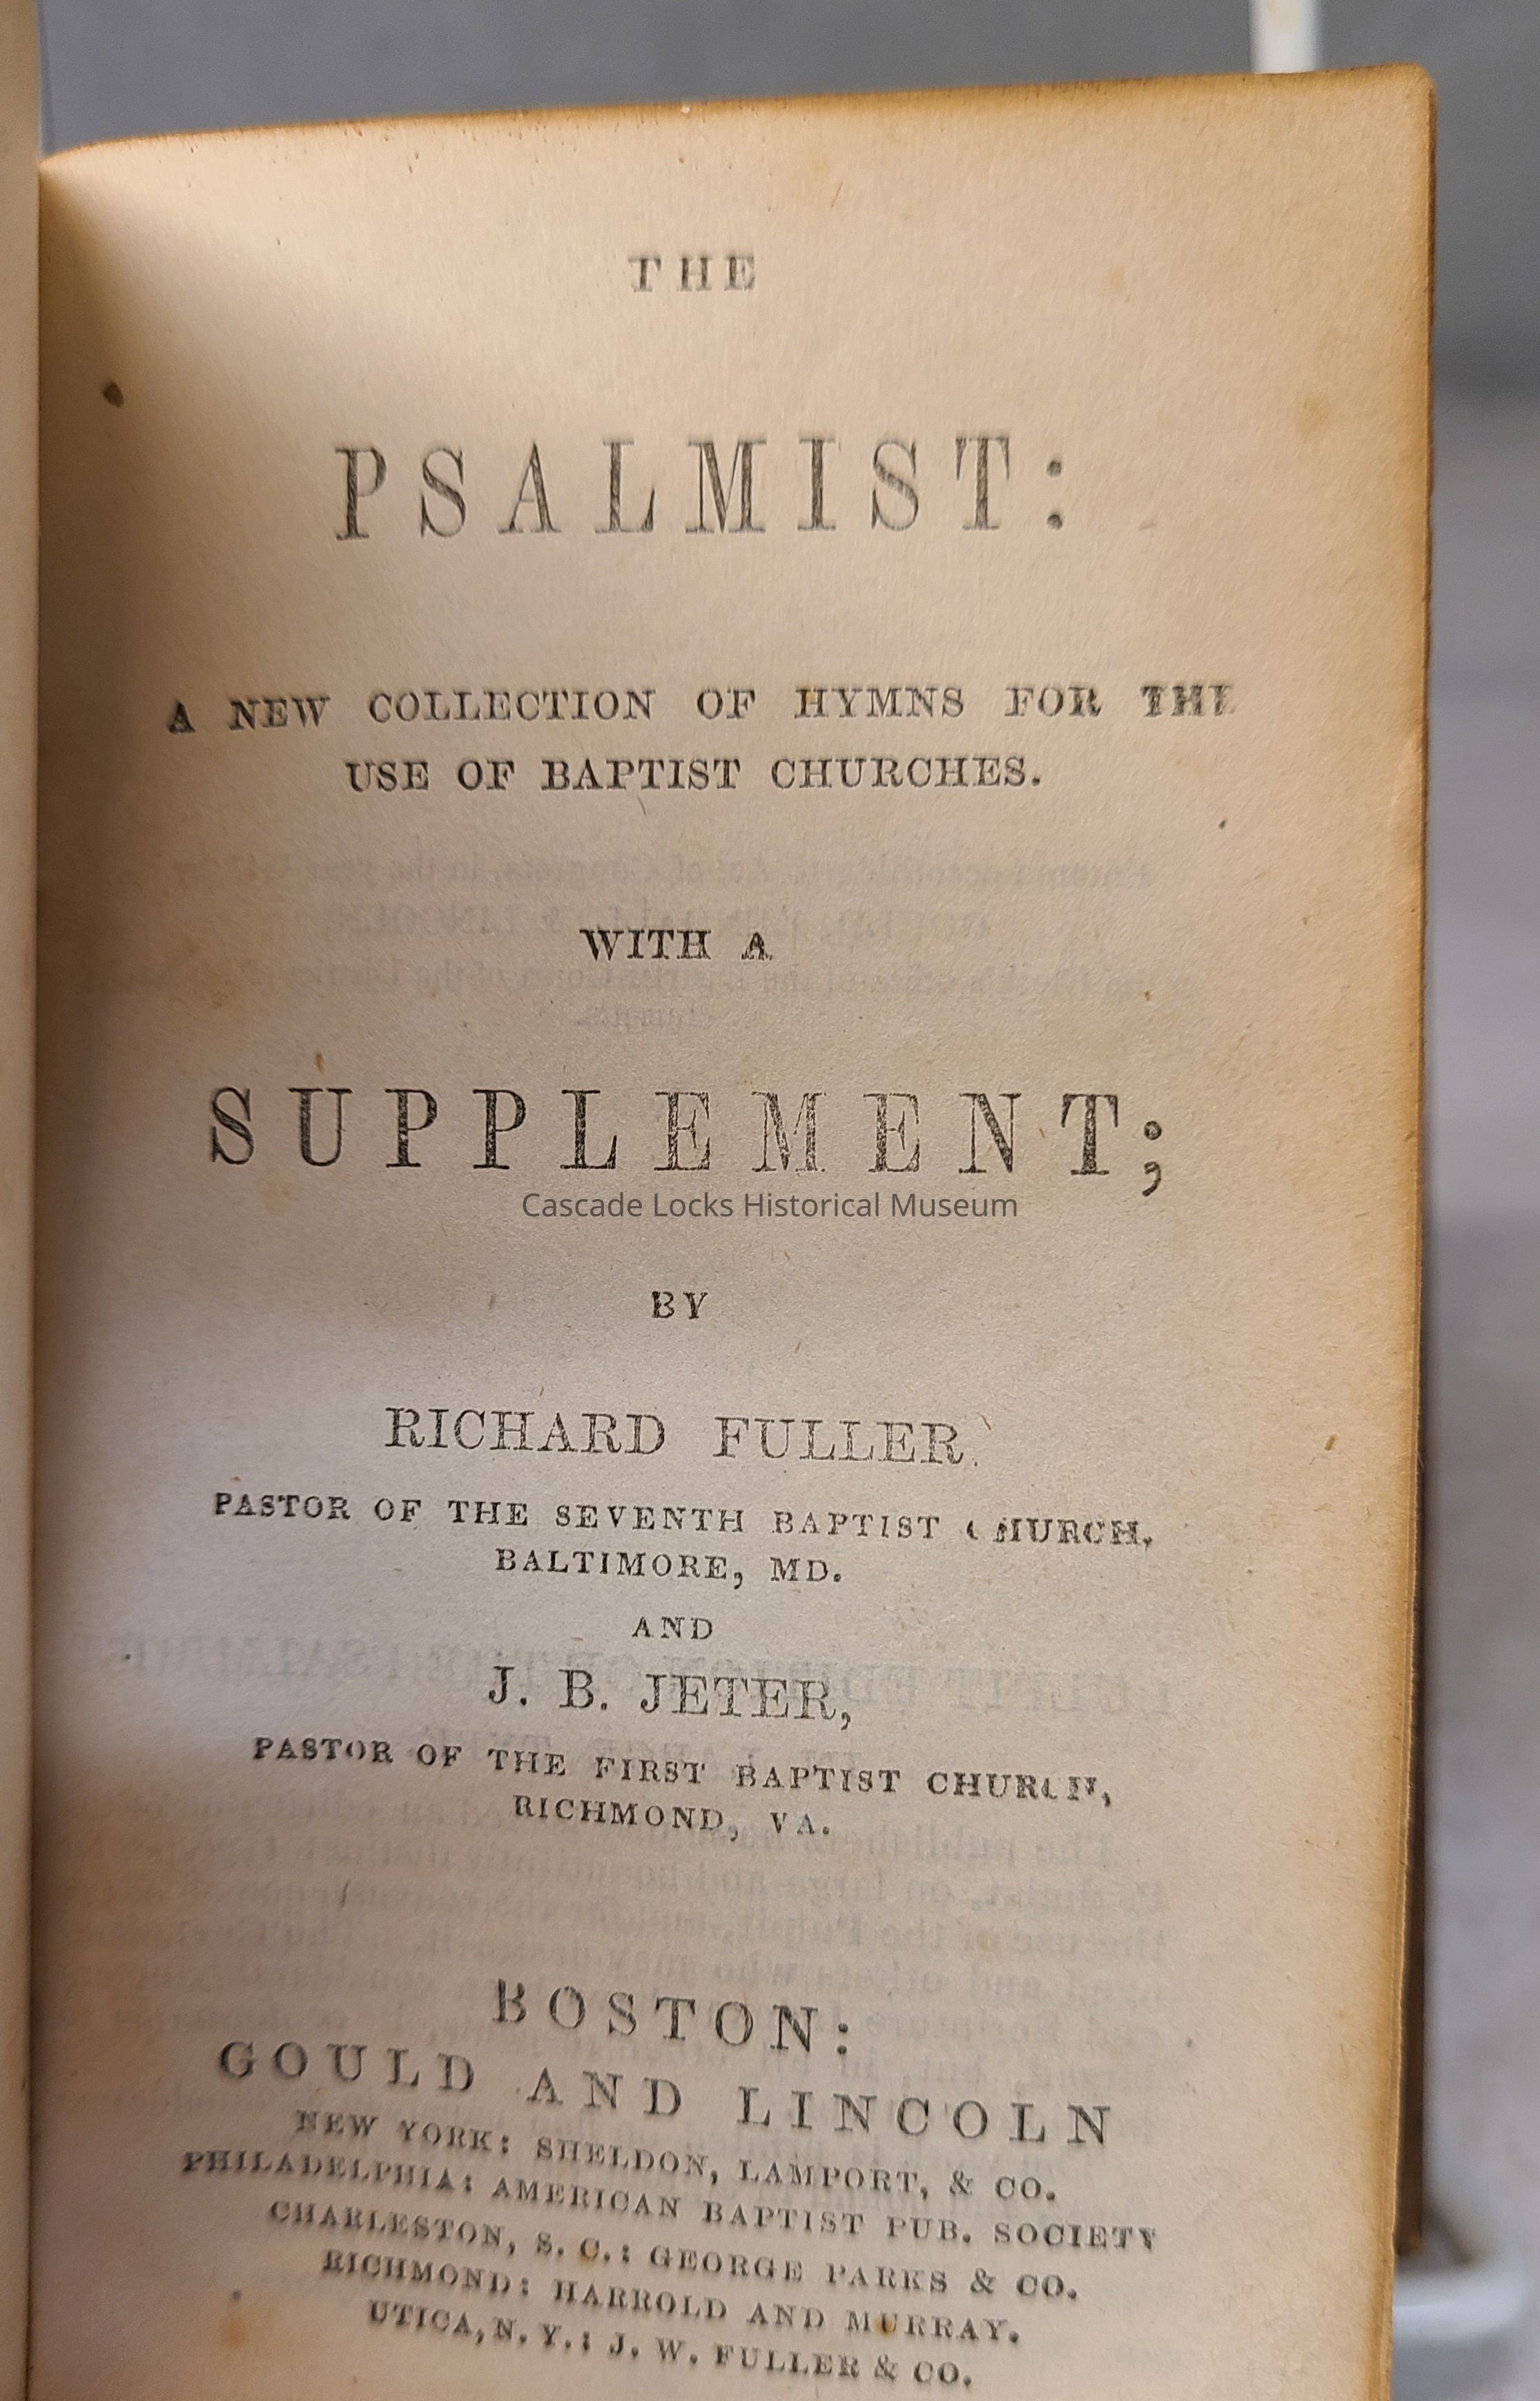 THE
PSALMIST:
A NEW COLLECTION OF HYMNS FOR THE
USE OF BAPTIST CHURCHES.
WITH A
SUPPLEMENT;
Cascade Locks Historical Museum
BY
RICHARD FULLER.
PASTOR OF THE SEVENTH BAPTIST CHURCH,
BALTIMORE, MD.
AND
J. B. JETER,
PASTOR OF THE FIRST BAPTIST CHURCH,
RICHMOND, VA.
BOSTON:
GOULD AND LINCOLN
NEW YORK: SHELDON, LAMPORT, & CO.
PHILADELPHIA: AMERICAN BAPTIST PUB. SOCIETY
CHARLESTON, S. C.: GEORGE PARKS & CO.
RICHMOND: HARROLD AND MURRAY.
UTICA, N. Y.: J. W. FULLER & CO.